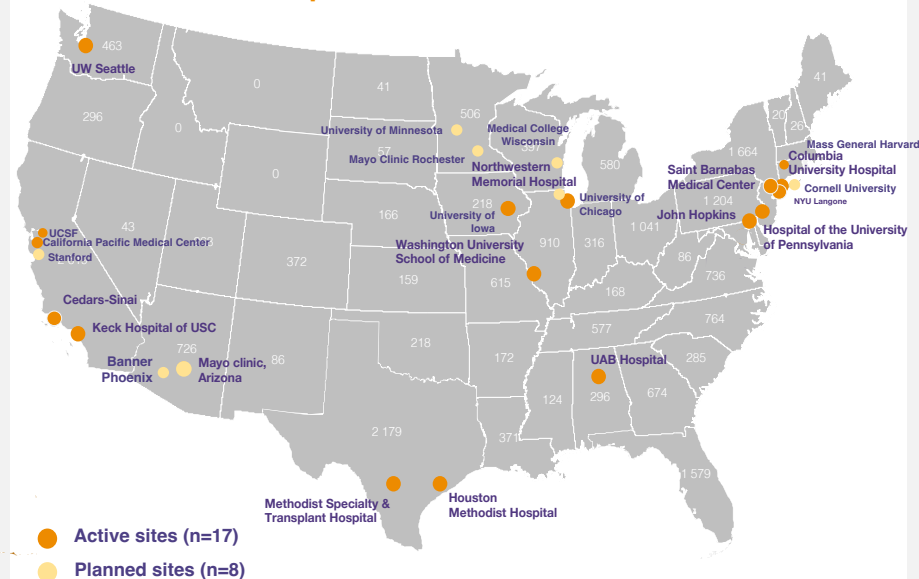 463
UW Seattle
296
0
0
0
41
57
506
University of Minnesota
Mayo Clinic Rochester
Medical College
Wisconsin
Northwestern
Memorial Hospital
580
University of
Chicago
218
University of
Iowa
166
Washington University
School of Medicine
910
316
1 041
1 664
20
26
41
Mass General Harvard
Columbia
University Hospital
Saint Barnabas
Medical Center
Cornell University
NYU Langone
1 204
John Hopkins
Hospital of the University
of Pennsylvania
43
UCSF
California Pacific Medical Center
Stanford
372
159
615
168
86
736
764
Cedars-Sinai
Keck Hospital of USC
577
726
Banner
Phoenix
Mayo clinic,
Arizona
86
218
172
UAB Hospital
285
124
296
674
2 179
371
1 579
Methodist Specialty &
Transplant Hospital
Houston
Methodist Hospital
Active sites (n=17)
Planned sites (n=8)